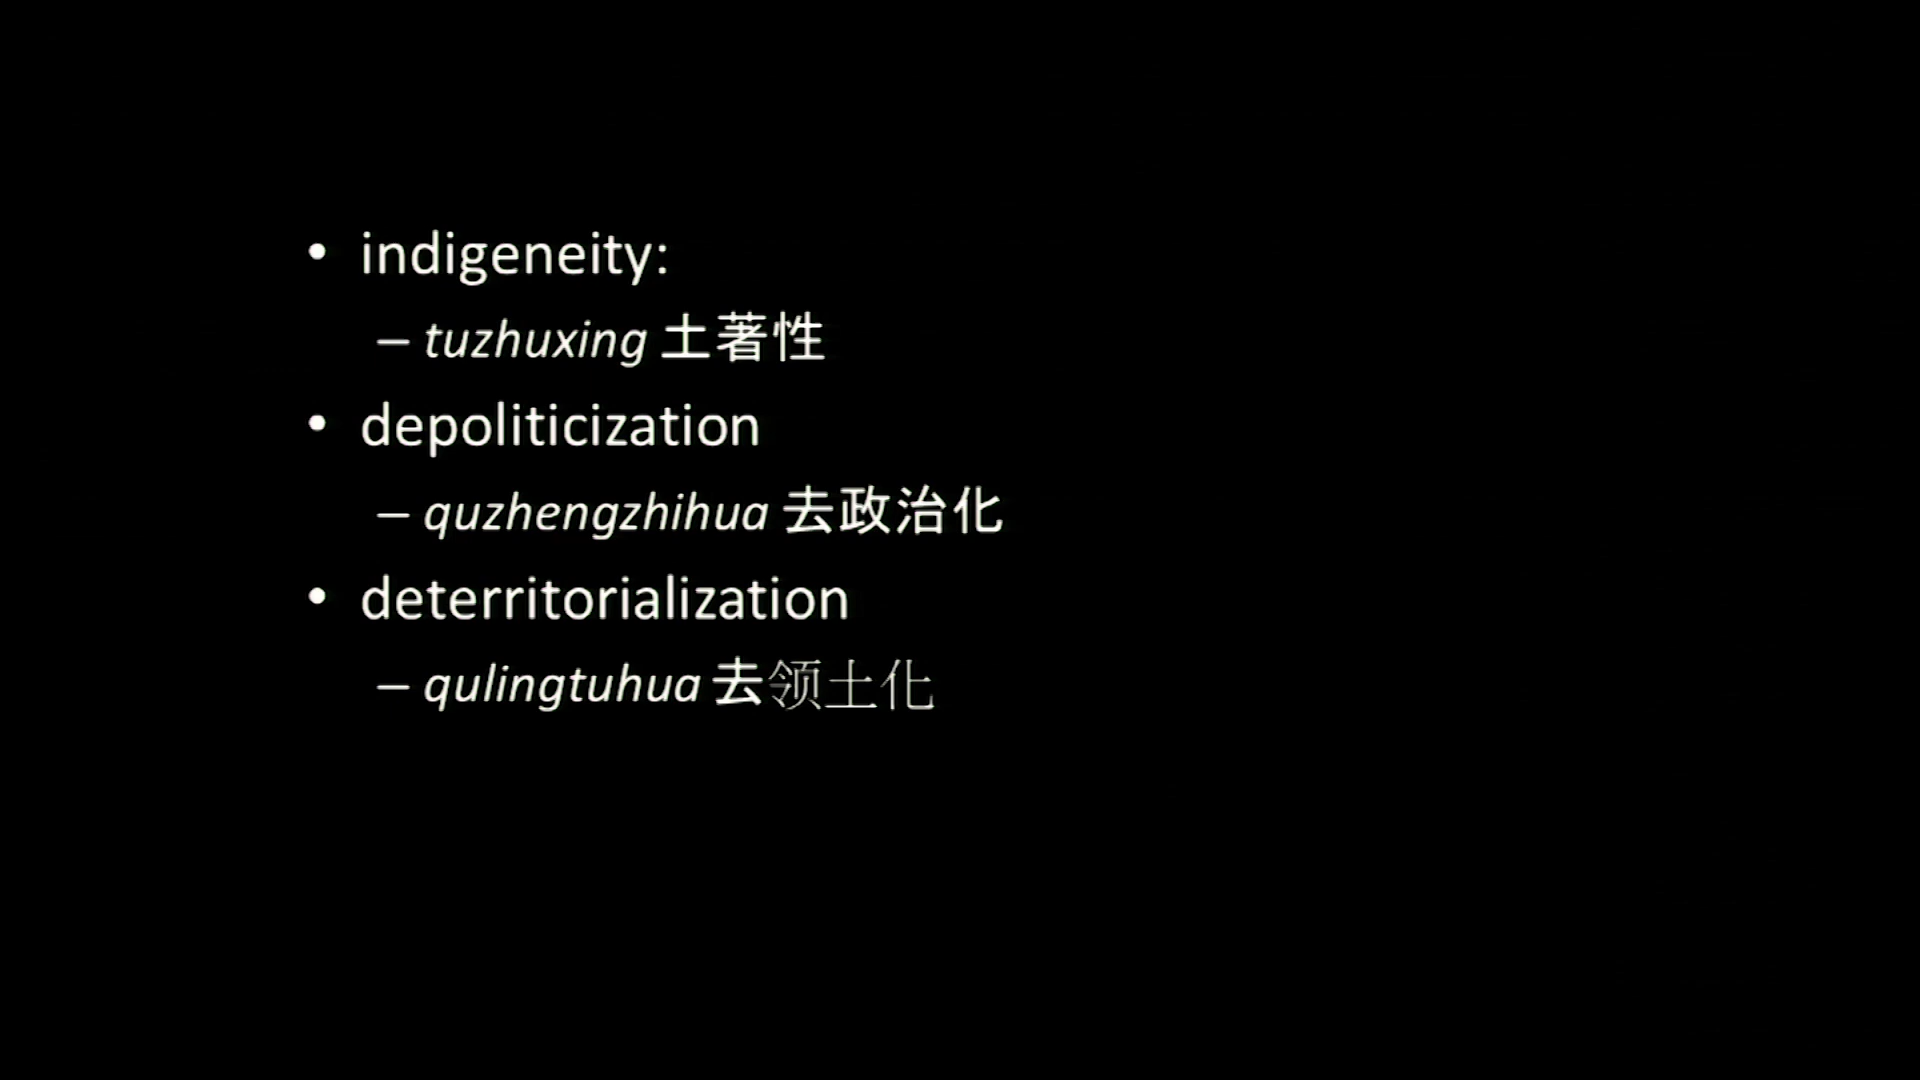 • indigeneity:
– tuzhuxing 土著性
• depoliticization
– quzhengzhihua 去政治化
• deterritorialization
– qulingtuhua 去领土化